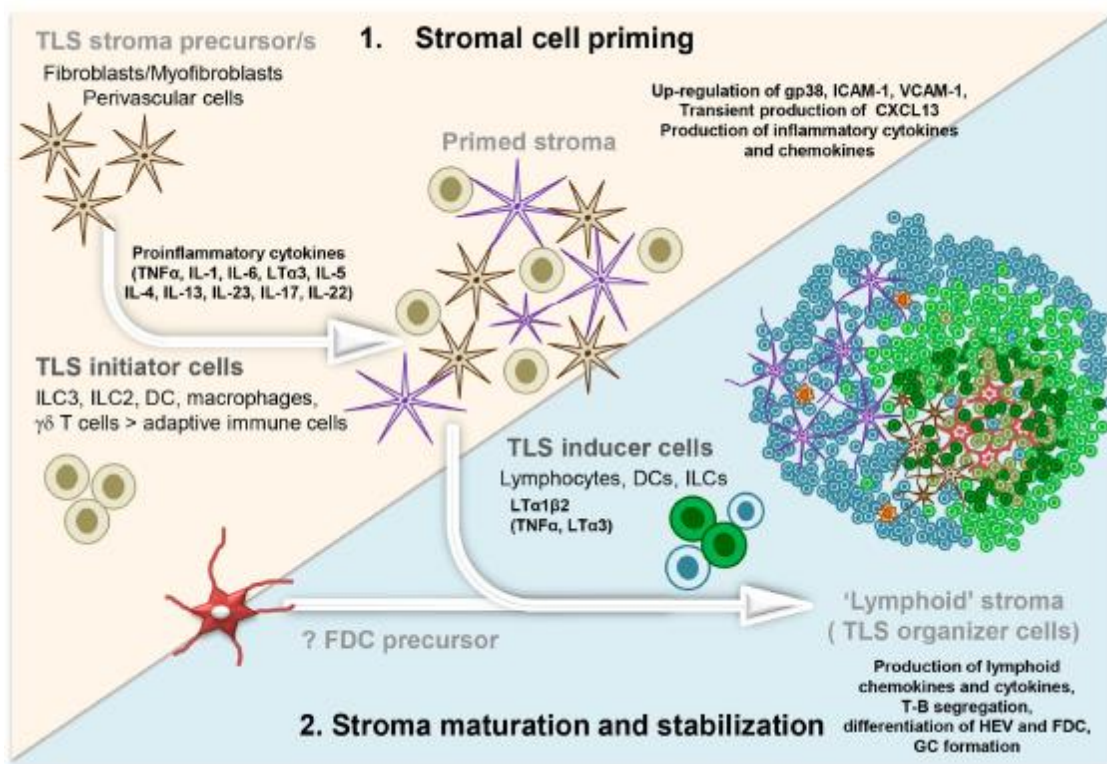 TLS stroma precursor/s
Fibroblasts/Myofibroblasts
Perivascular cells
1. Stromal cell priming
Up-regulation of gp38, ICAM-1, VCAM-1,
Transient production of CXCL13
Production of inflammatory cytokines
and chemokines
Primed stroma
Proinflammatory cytokines
(TNFα, IL-1, IL-6, LTα3, IL-5
IL-4, IL-13, IL-23, IL-17, IL-22)
TLS initiator cells
ILC3, ILC2, DC, macrophages,
γδ T cells > adaptive immune cells
TLS inducer cells
Lymphocytes, DCs, ILCs
LTα1β2
(TNFα, LTα3)
? FDC precursor
'Lymphoid' stroma
( TLS organizer cells)
Production of lymphoid
chemokines and cytokines,
T-B segregation,
differentiation of HEV and FDC,
GC formation
2. Stroma maturation and stabilization